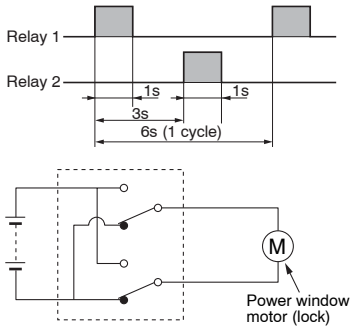 Relay 1
Relay 2
1s
1s
3s
6s (1 cycle)
M
Power window
motor (lock)